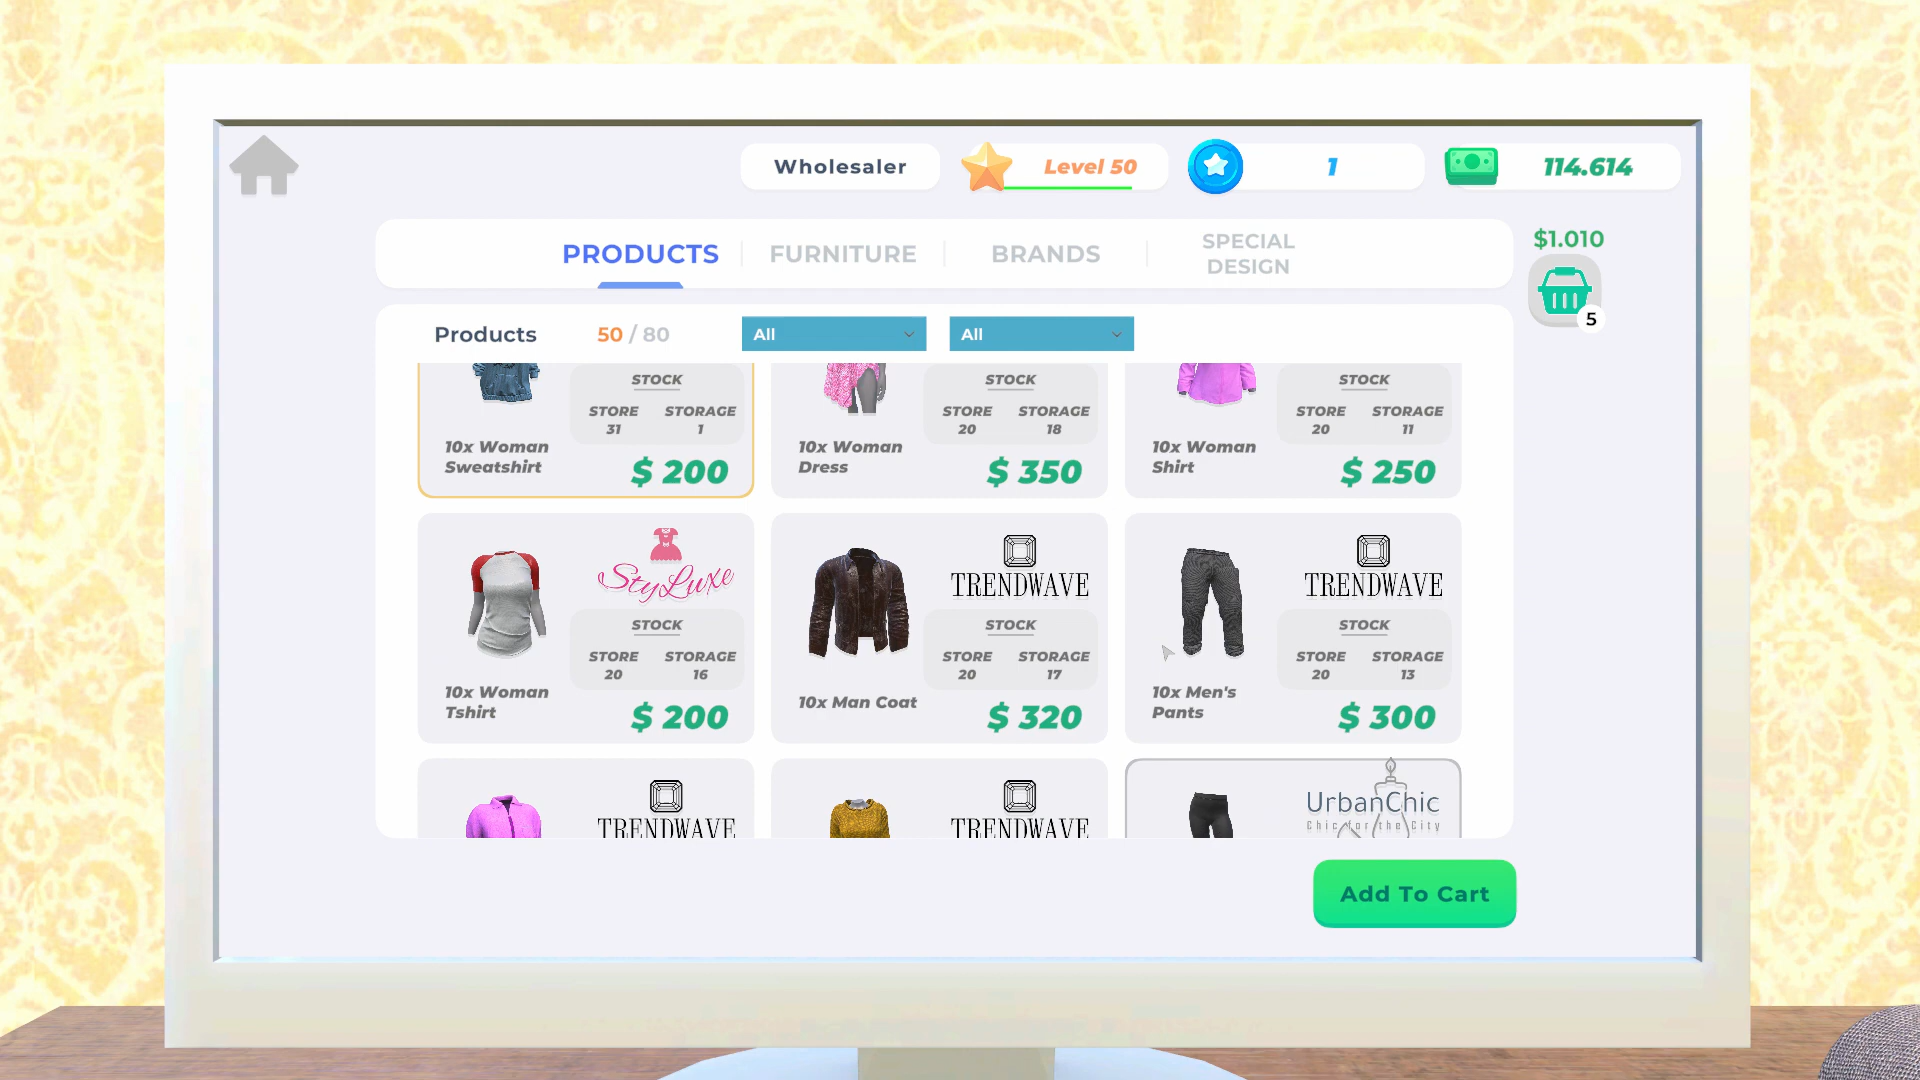 Wholesaler
Level 50
1
114.614
PRODUCTS
FURNITURE
BRANDS
SPECIAL
DESIGN
$1.010
5
Products
50 / 80
All
All
STOCK
STORE STORAGE
31 1
10x Woman
Sweatshirt
$ 200
STOCK
STORE STORAGE
20 18
10x Woman
Dress
$ 350
STOCK
STORE STORAGE
20 11
10x Woman
Shirt
$ 250
StyLuxe
STOCK
STORE STORAGE
20 16
10x Woman
Tshirt
$ 200
TRENDWAVE
STOCK
STORE STORAGE
20 17
10x Man Coat
$ 320
TRENDWAVE
STOCK
STORE STORAGE
20 13
10x Men's
Pants
$ 300
TRENDWAVE
TRENDWAVE
UrbanChic
Chic for the City
Add To Cart